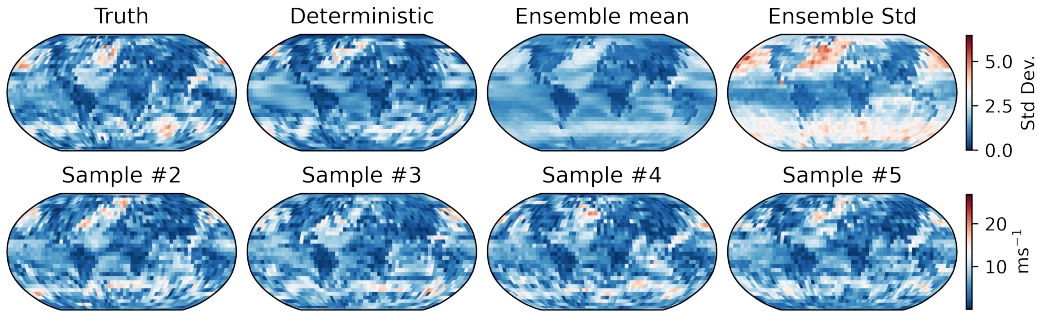 Truth
Deterministic
Ensemble mean
Ensemble Std
5.0
2.5
0.0
Std Dev.
Sample #2
Sample #3
Sample #4
Sample #5
20
10
ms⁻¹